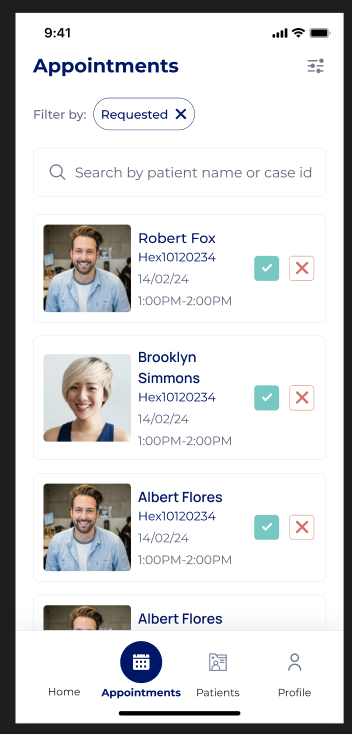 9:41
Appointments
Filter by: Requested
Search by patient name or case id
Robert Fox
Hex10120234
14/02/24
1:00PM-2:00PM
Brooklyn
Simmons
Hex10120234
14/02/24
1:00PM-2:00PM
Albert Flores
Hex10120234
14/02/24
1:00PM-2:00PM
Albert Flores
Home Appointments Patients Profile